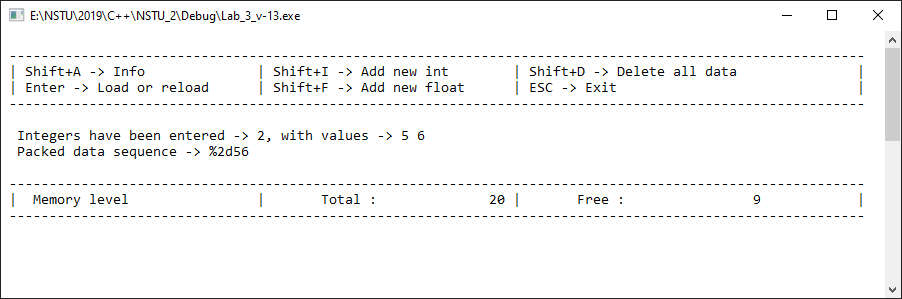 E:\NSTU\2019\C++\NSTU_2\Debug\Lab_3_v-13.exe
-----------------------------------------------------------------------------------------------------------
| Shift+A -> Info              | Shift+I -> Add new int        | Shift+D -> Delete all data               |
| Enter -> Load or reload      | Shift+F -> Add new float      | ESC -> Exit                              |
-----------------------------------------------------------------------------------------------------------
Integers have been entered -> 2, with values -> 5 6
Packed data sequence -> %2d56
-----------------------------------------------------------------------------------------------------------
|  Memory level                |       Total :              20 |       Free :                9            |
-----------------------------------------------------------------------------------------------------------